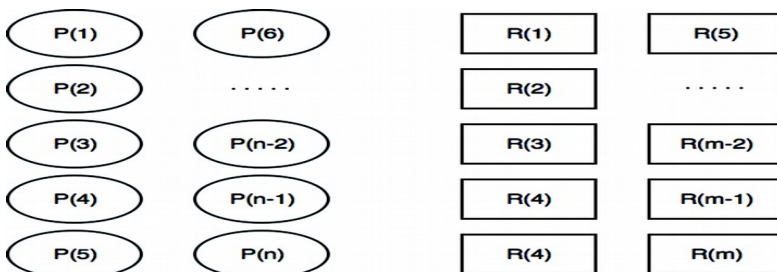 P(1) P(6) R(1) R(5)
P(2) ..... R(2) .....
P(3) P(n-2) R(3) R(m-2)
P(4) P(n-1) R(4) R(m-1)
P(5) P(n) R(4) R(m)